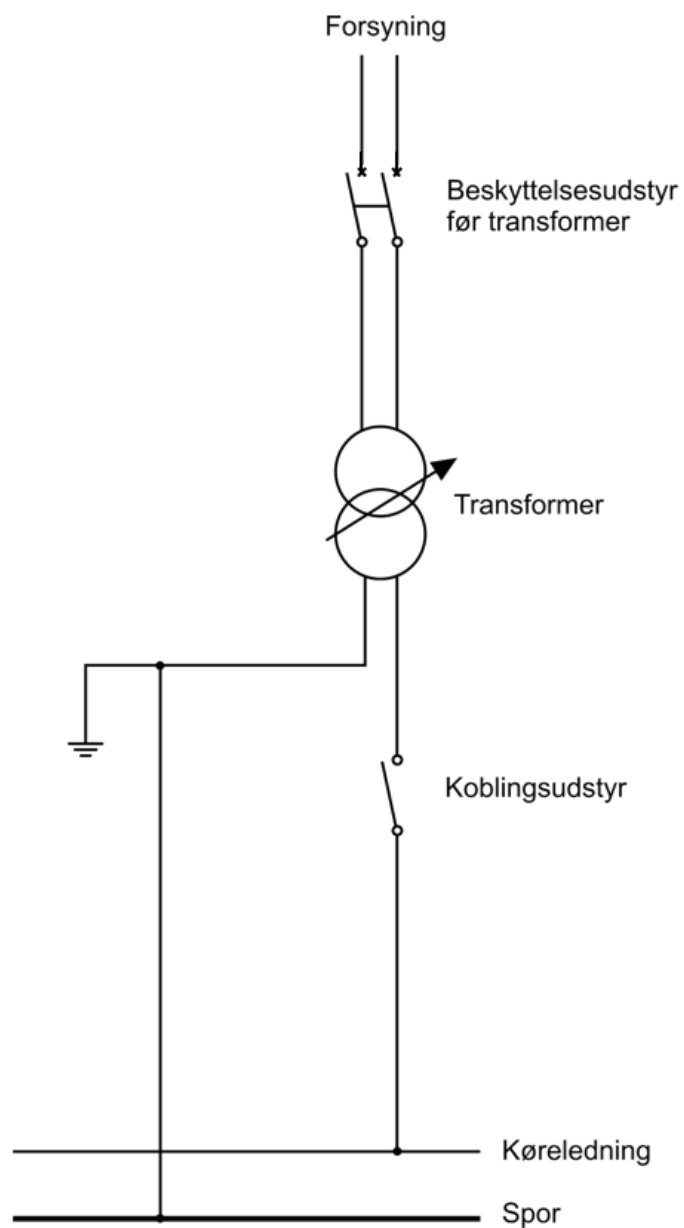 Forsyning
Beskyttelsesudstyr
før transformer
Transformer
Koblingsudstyr
Køreledning
Spor